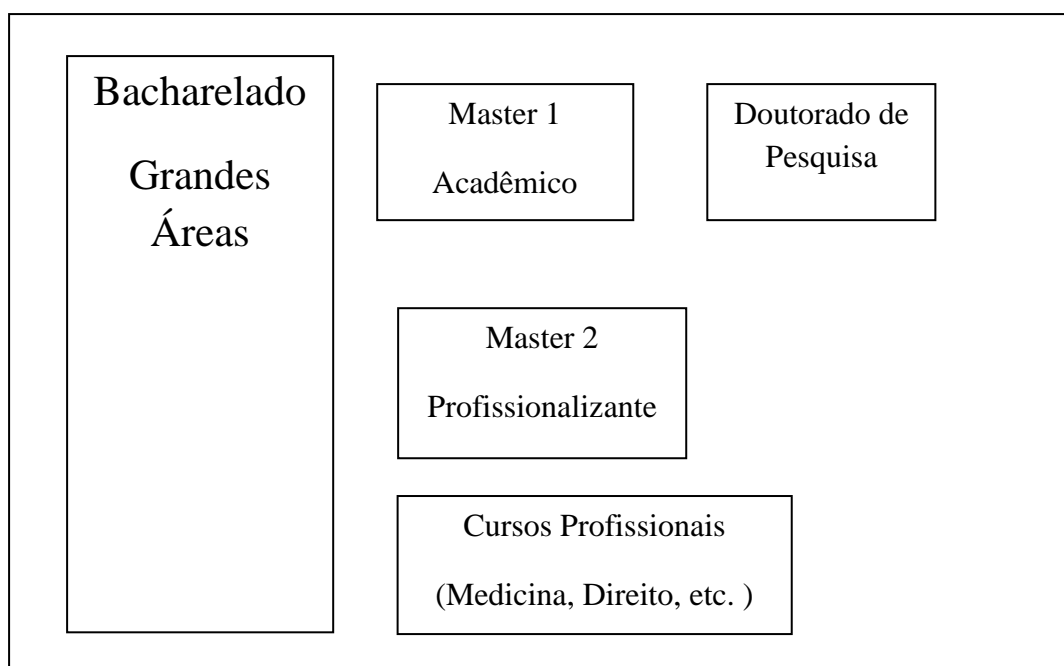 Bacharelado
Grandes
Áreas
Master 1
Acadêmico
Doutorado de
Pesquisa
Master 2
Profissionalizante
Cursos Profissionais
(Medicina, Direito, etc. )